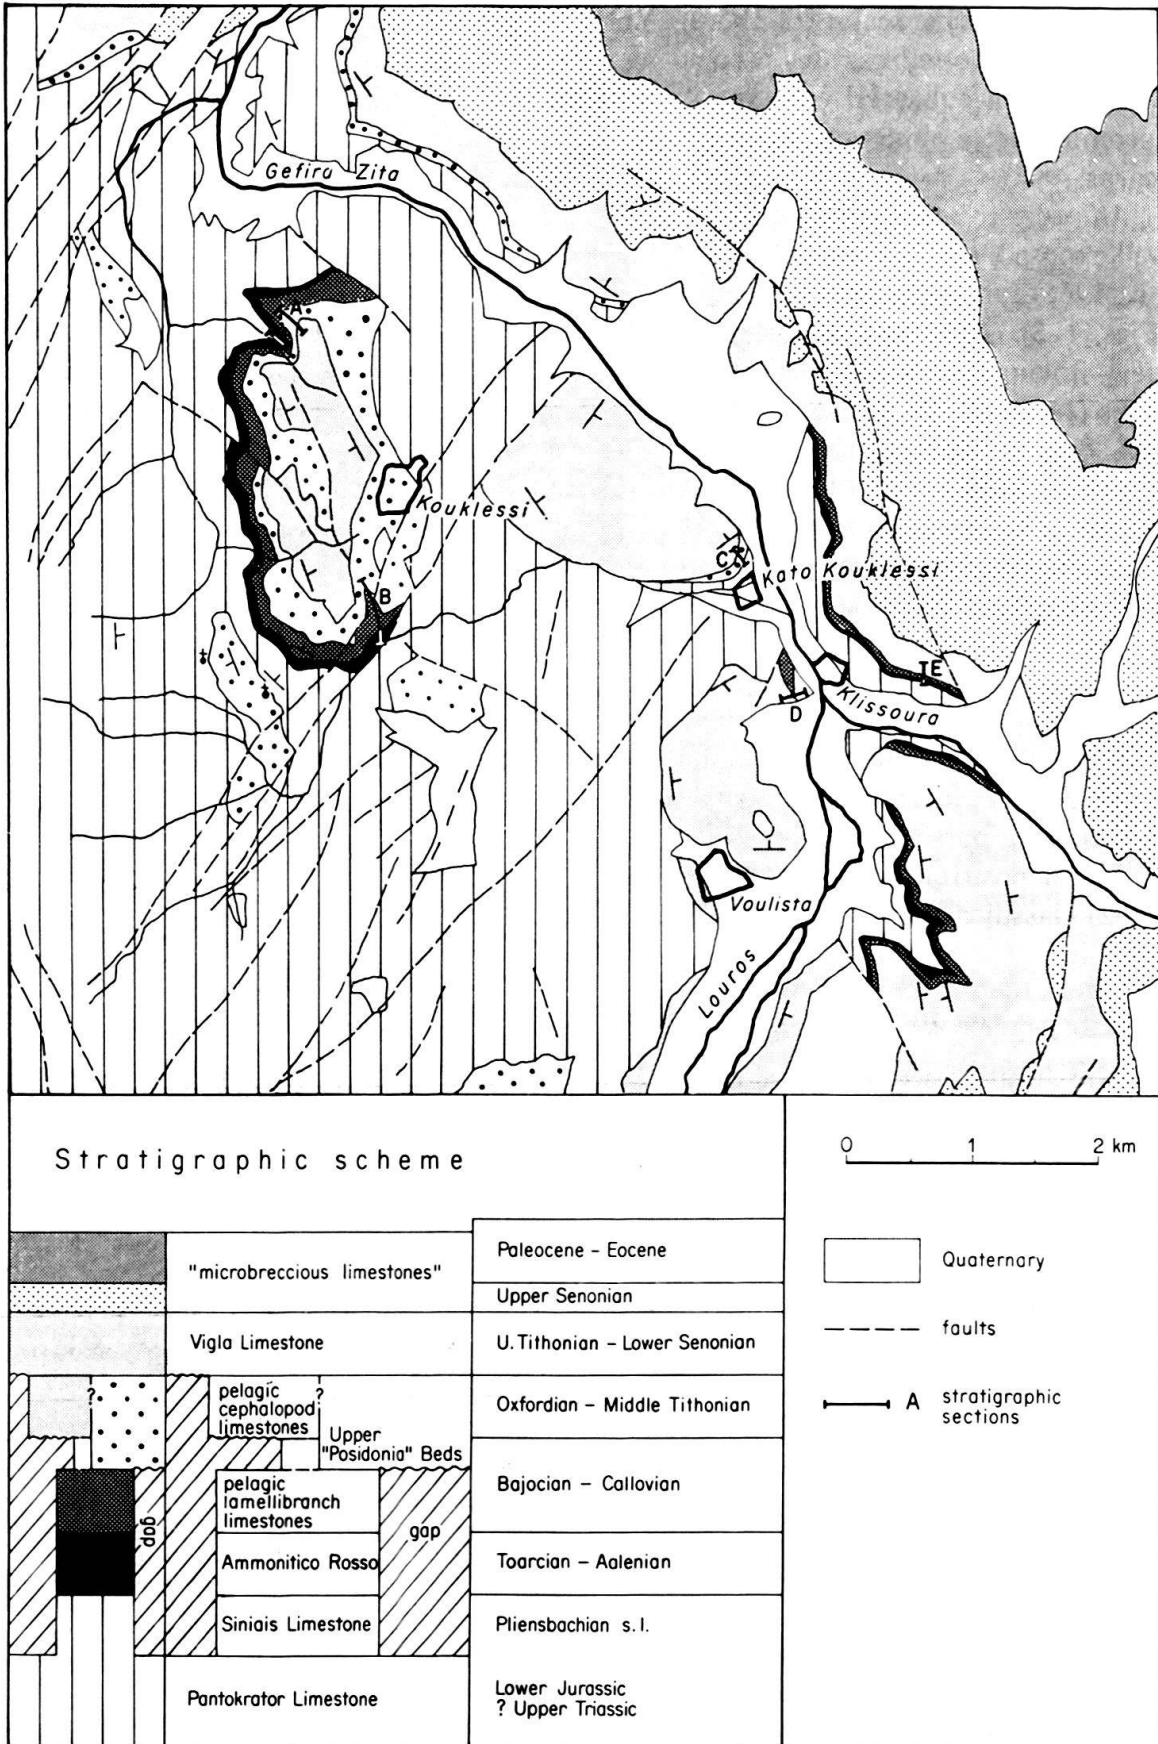 Gefira Zita
A
Kouklessi
C
Kato Kouklessi
B
E
Klissoura
D
Voulista
Louros
Stratigraphic scheme
0 1 2 km
"microbreccious limestones"
Paleocene - Eocene
Upper Senonian
Quaternary
Vigla Limestone
U. Tithonian - Lower Senonian
faults
?
pelagic
cephalopod
limestones
?
Oxfordian - Middle Tithonian
A stratigraphic
sections
Upper
"Posidonia" Beds
gap
pelagic
lamellibranch
limestones
gap
Bajocian - Callovian
Ammonitico Rosso
Toarcian - Aalenian
Siniais Limestone
Pliensbachian s.l.
Pantokrator Limestone
Lower Jurassic
? Upper Triassic